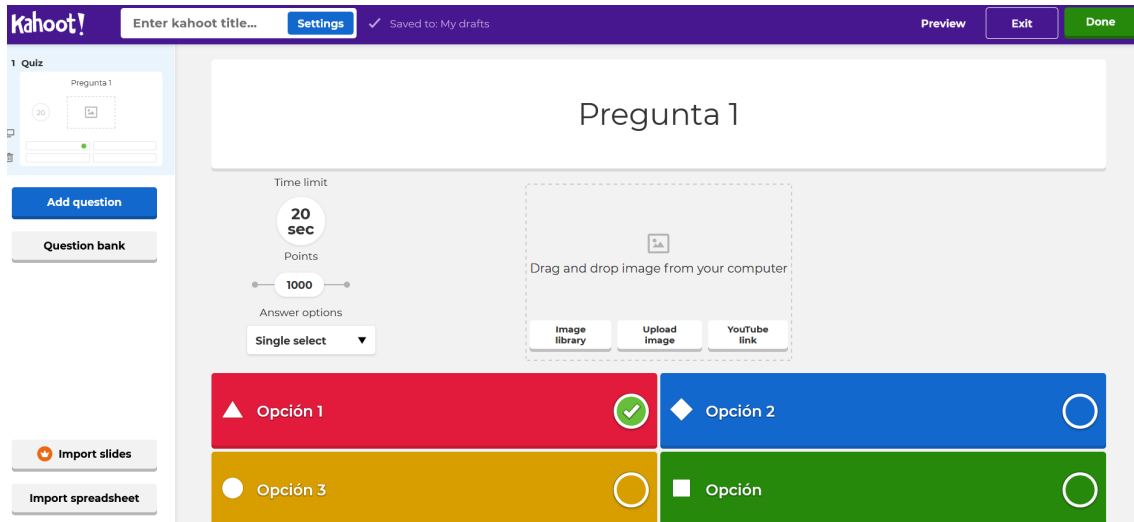 Kahoot!
Enter kahoot title...
Settings
Saved to: My drafts
Preview
Exit
Done
1 Quiz
Pregunta 1
20
Add question
Question bank
Import slides
Import spreadsheet
Pregunta 1
Time limit
20
sec
Points
1000
Answer options
Single select
Drag and drop image from your computer
Image
library
Upload
image
YouTube
link
Opción 1
Opción 2
Opción 3
Opción